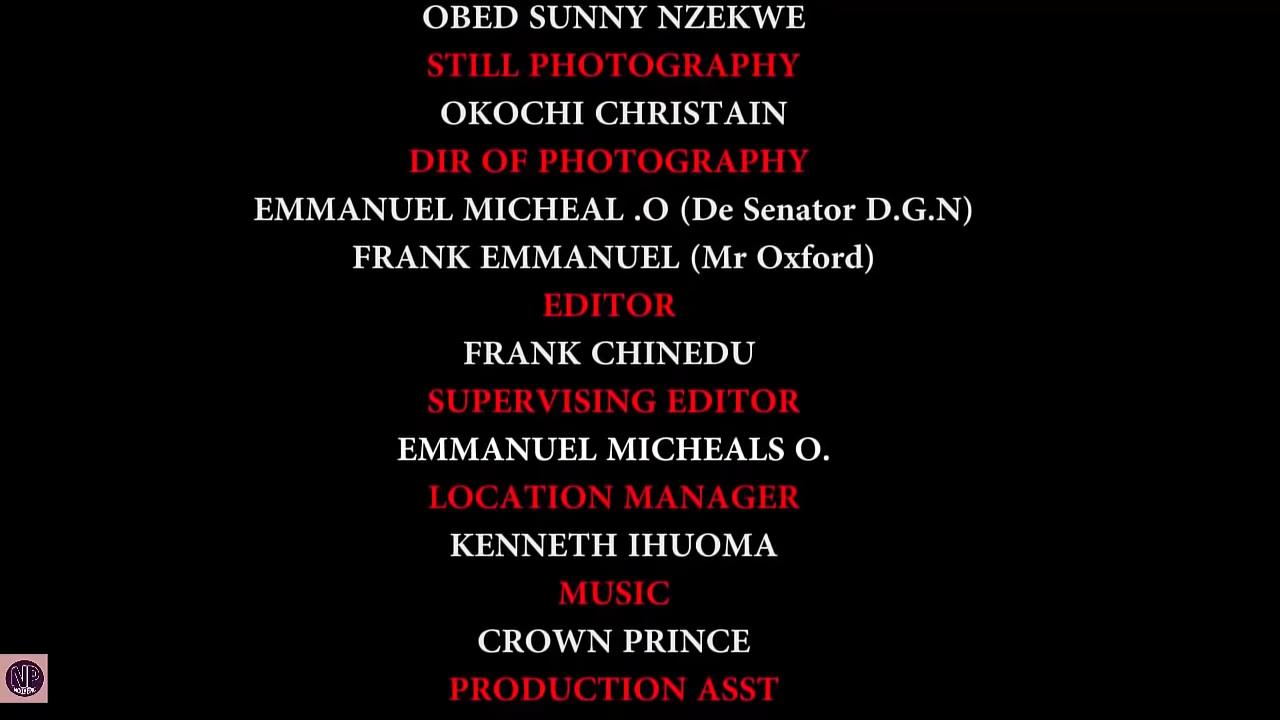 OBED SUNNY NZEKWE
STILL PHOTOGRAPHY
OKOCHI CHRISTAIN
DIR OF PHOTOGRAPHY
EMMANUEL MICHEAL .O (De Senator D.G.N)
FRANK EMMANUEL (Mr Oxford)
EDITOR
FRANK CHINEDU
SUPERVISING EDITOR
EMMANUEL MICHEALS O.
LOCATION MANAGER
KENNETH IHUOMA
MUSIC
CROWN PRINCE
PRODUCTION ASST
NP